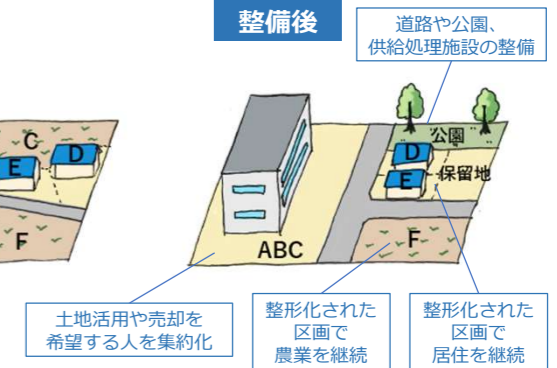 整備後
道路や公園、
供給処理施設の整備
C
E
D
F
公園
D
E
保留地
ABC
F
土地活用や売却を
希望する人を集約化
整形化された
区画で
農業を継続
整形化された
区画で
居住を継続